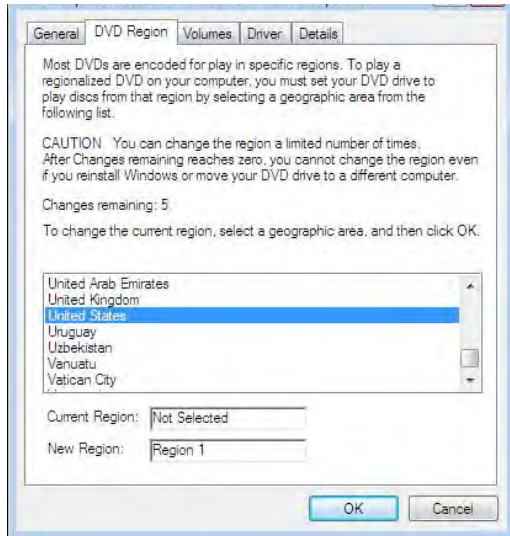 General DVD Region Volumes Driver Details
Most DVDs are encoded for play in specific regions. To play a
regionalized DVD on your computer, you must set your DVD drive to
play discs from that region by selecting a geographic area from the
following list.
CAUTION You can change the region a limited number of times.
After Changes remaining reaches zero, you cannot change the region even
if you reinstall Windows or move your DVD drive to a different computer.
Changes remaining: 5
To change the current region, select a geographic area, and then click OK.
United Arab Emirates
United Kingdom
United States
Uruguay
Uzbekistan
Vanuatu
Vatican City
Current Region: Not Selected
New Region: Region 1
OK Cancel